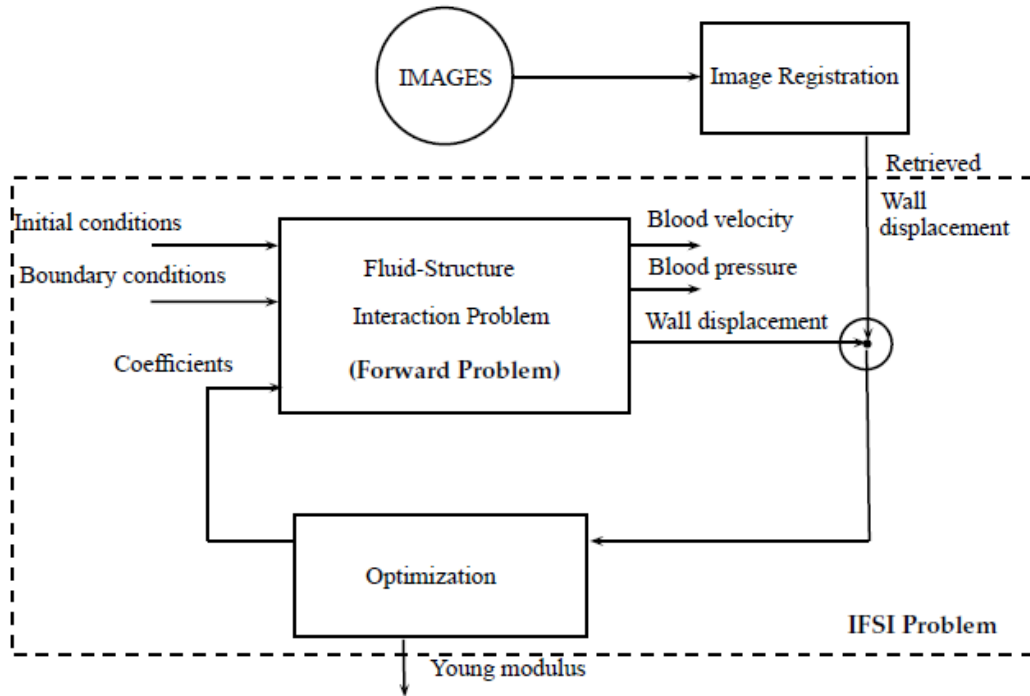 IMAGES
Image Registration
Retrieved
Wall
displacement
Initial conditions
Boundary conditions
Coefficients
Fluid-Structure
Interaction Problem
(Forward Problem)
Blood velocity
Blood pressure
Wall displacement
Optimization
IFSI Problem
Young modulus